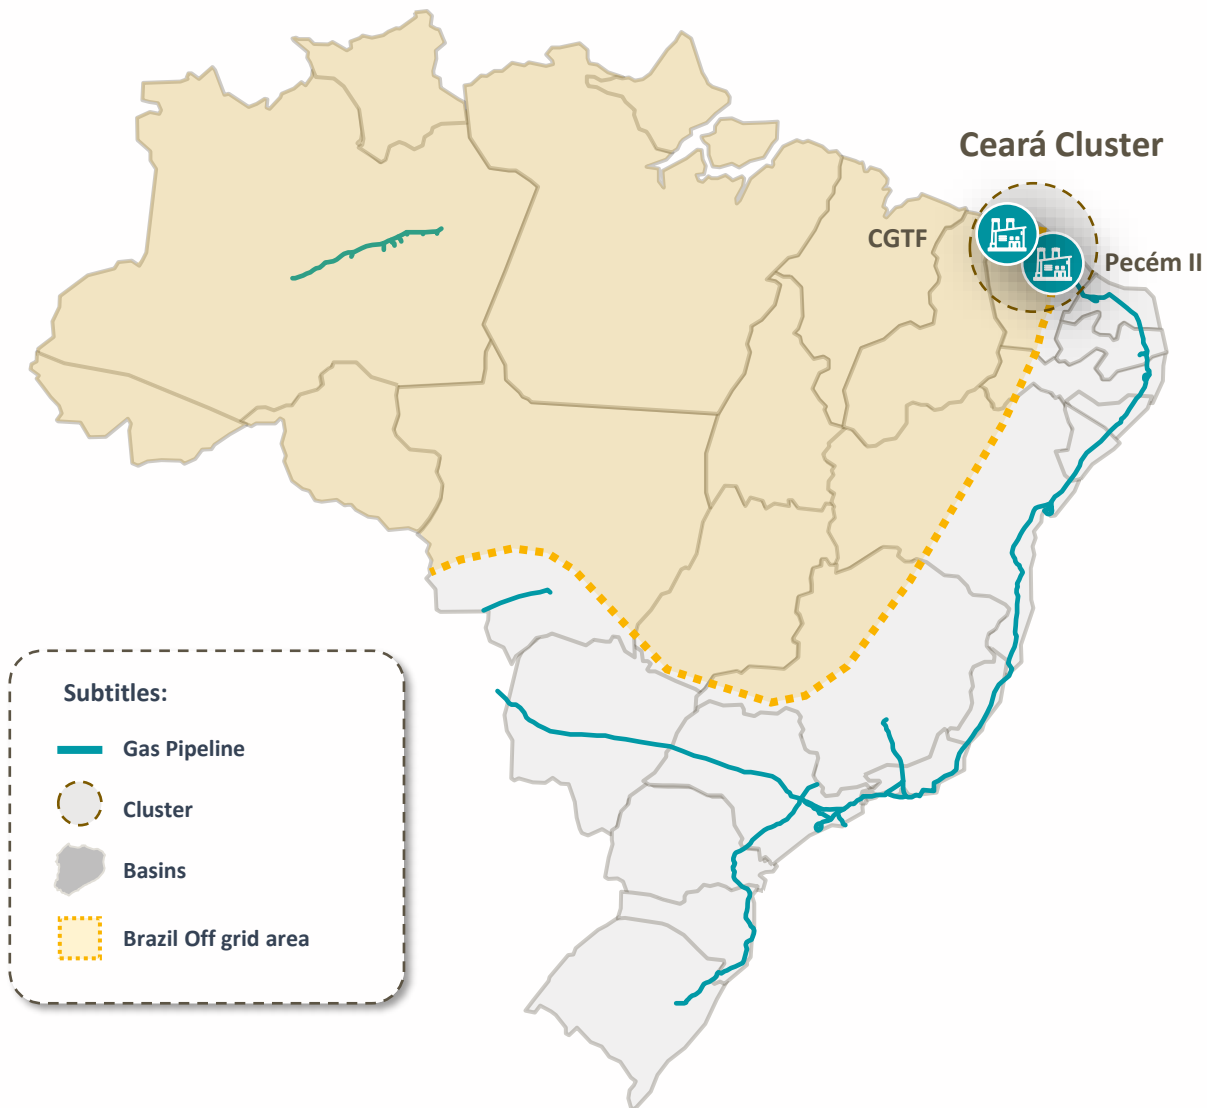 Ceará Cluster
CGTF
Pecém II
Subtitles:
Gas Pipeline
Cluster
Basins
Brazil Off grid area